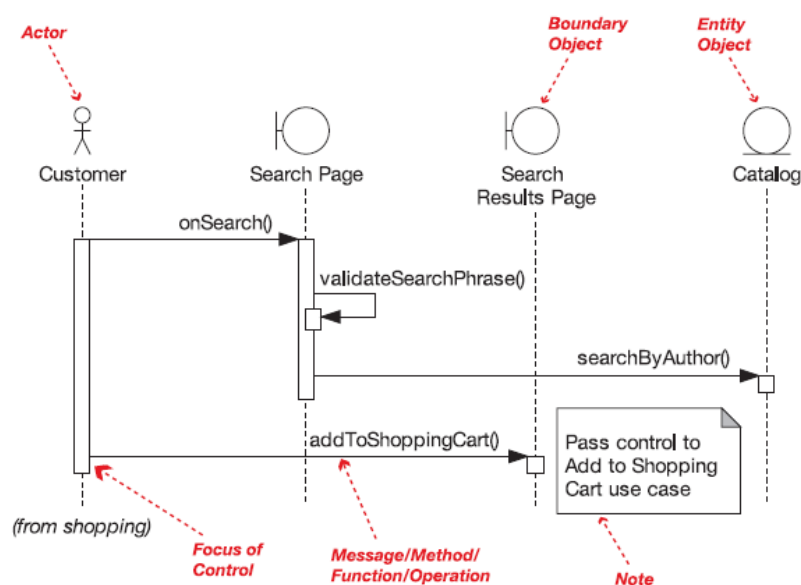 Actor
Boundary
Object
Entity
Object
Customer
Search Page
Search
Results Page
Catalog
onSearch()
validateSearchPhrase()
searchByAuthor()
addToShoppingCart()
Pass control to
Add to Shopping
Cart use case
(from shopping)
Focus of
Control
Message/Method/
Function/Operation
Note